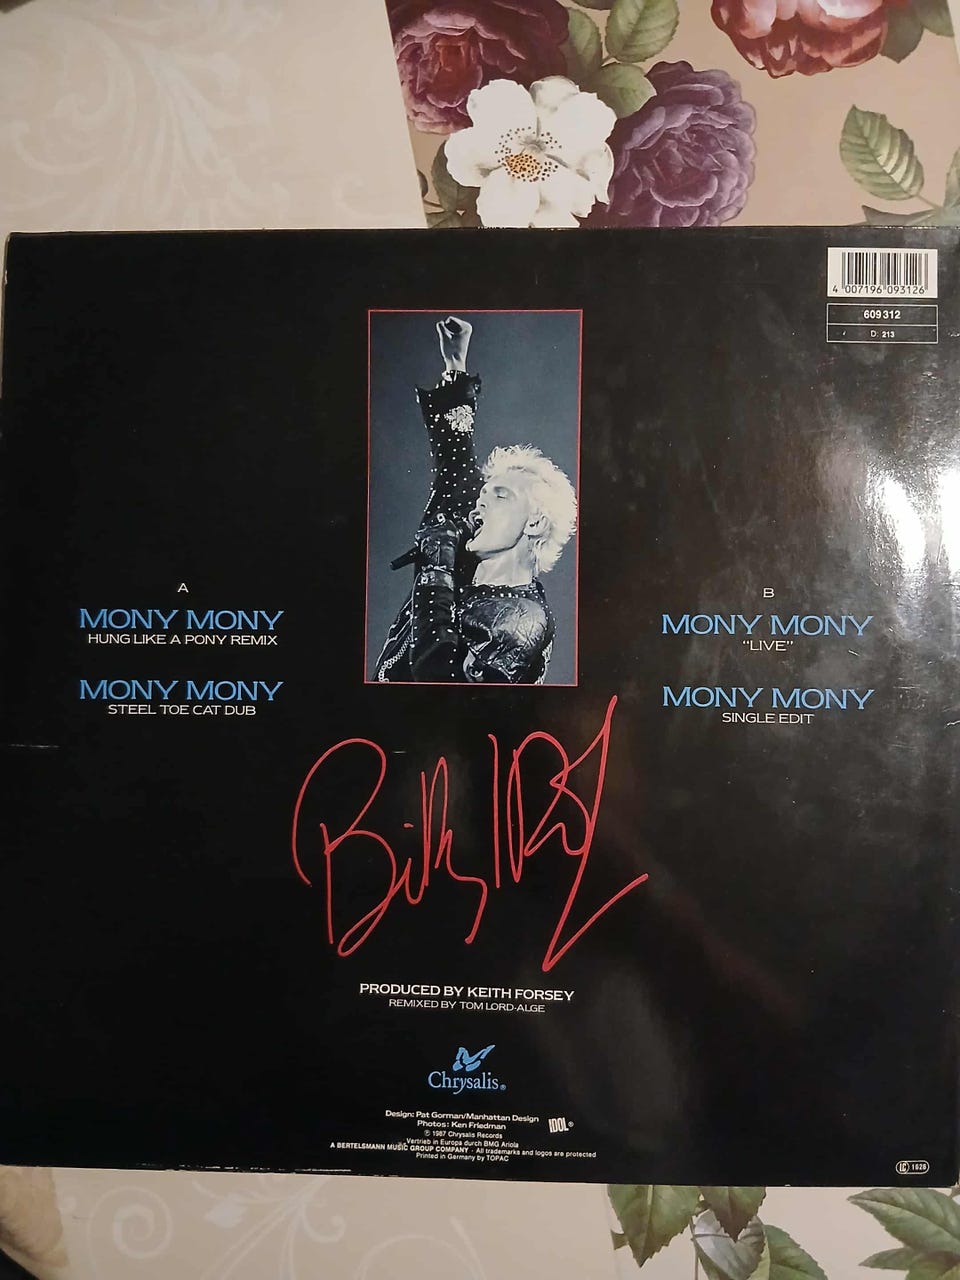 4 007196 093126
609 312
D: 213
A
MONY MONY
HUNG LIKE A PONY REMIX
MONY MONY
STEEL TOE CAT DUB
B
MONY MONY
“LIVE”
MONY MONY
SINGLE EDIT
Billy Idol
PRODUCED BY KEITH FORSEY
REMIXED BY TOM LORD-ALGE
Chrysalis®
Design: Pat Gorman/Manhattan Design
Photos: Ken Friedman
IDOL®
℗ 1987 Chrysalis Records
Vertrieb in Europa durch BMG Ariola
A BERTELSMANN MUSIC GROUP COMPANY · All trademarks and logos are protected
Printed in Germany by TOPAC
LC 1626